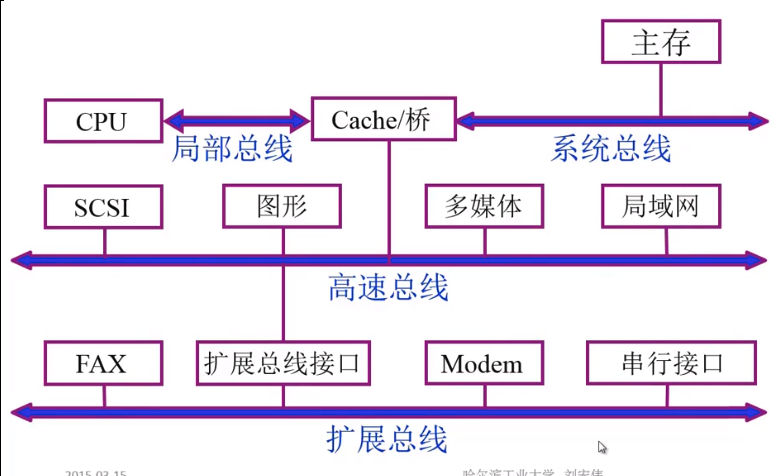 主存
CPU
Cache/桥
局部总线
系统总线
SCSI
图形
多媒体
局域网
高速总线
FAX
扩展总线接口
Modem
串行接口
扩展总线
2015-03-15
哈尔滨工业大学 刘宏伟